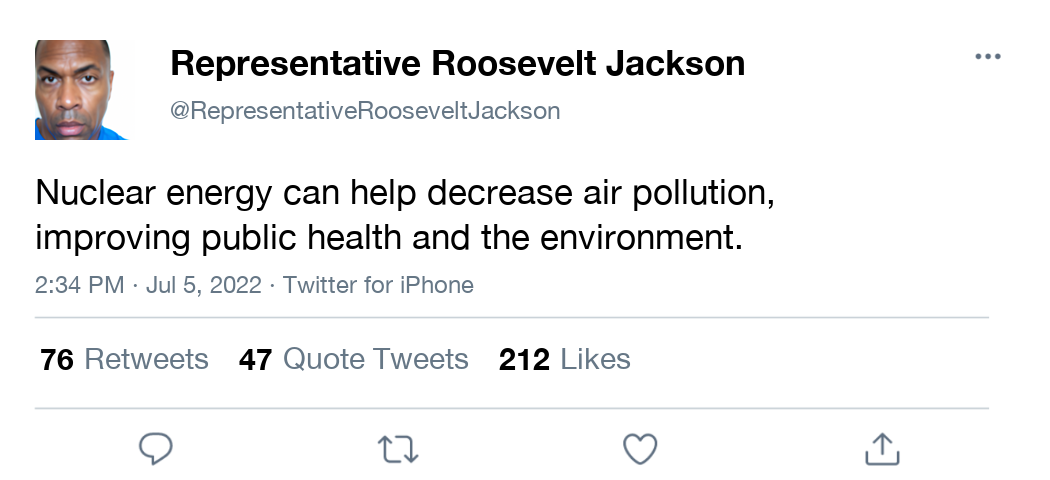 Representative Roosevelt Jackson
@RepresentativeRooseveltJackson
Nuclear energy can help decrease air pollution,
improving public health and the environment.
2:34 PM · Jul 5, 2022 · Twitter for iPhone
76 Retweets 47 Quote Tweets 212 Likes